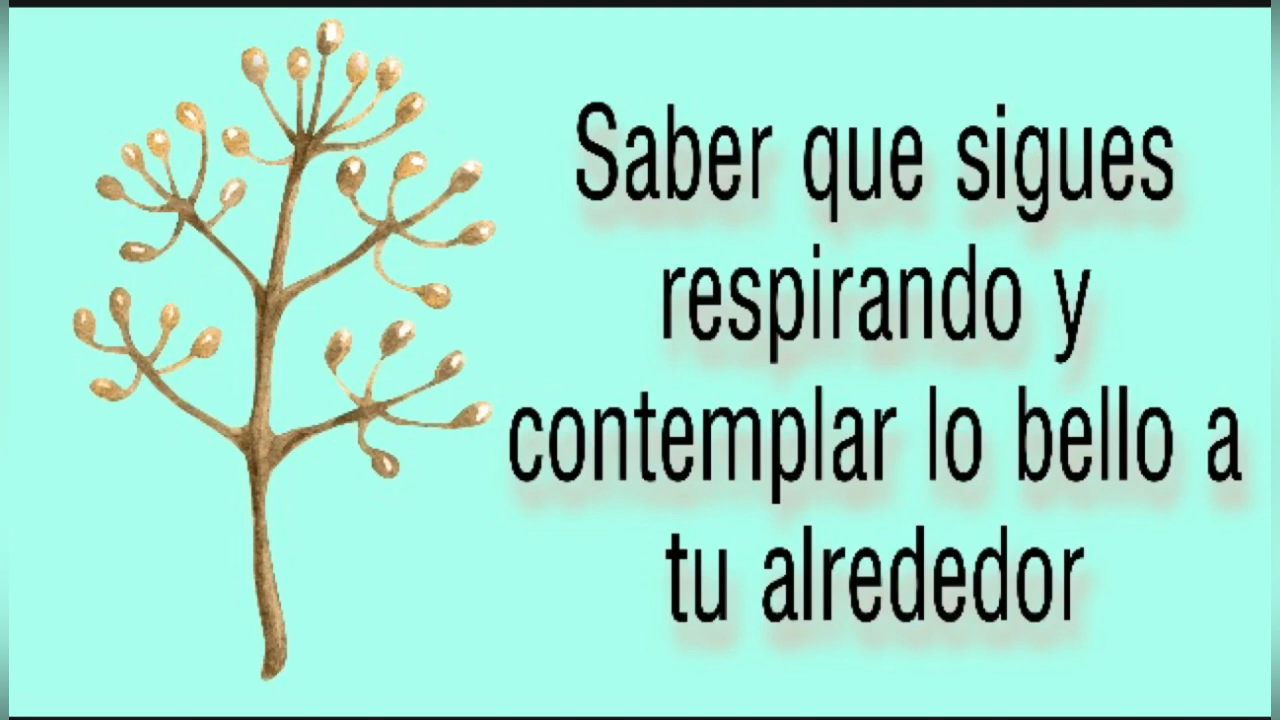 Saber que sigues
respirando y
contemplar lo bello a
tu alrededor